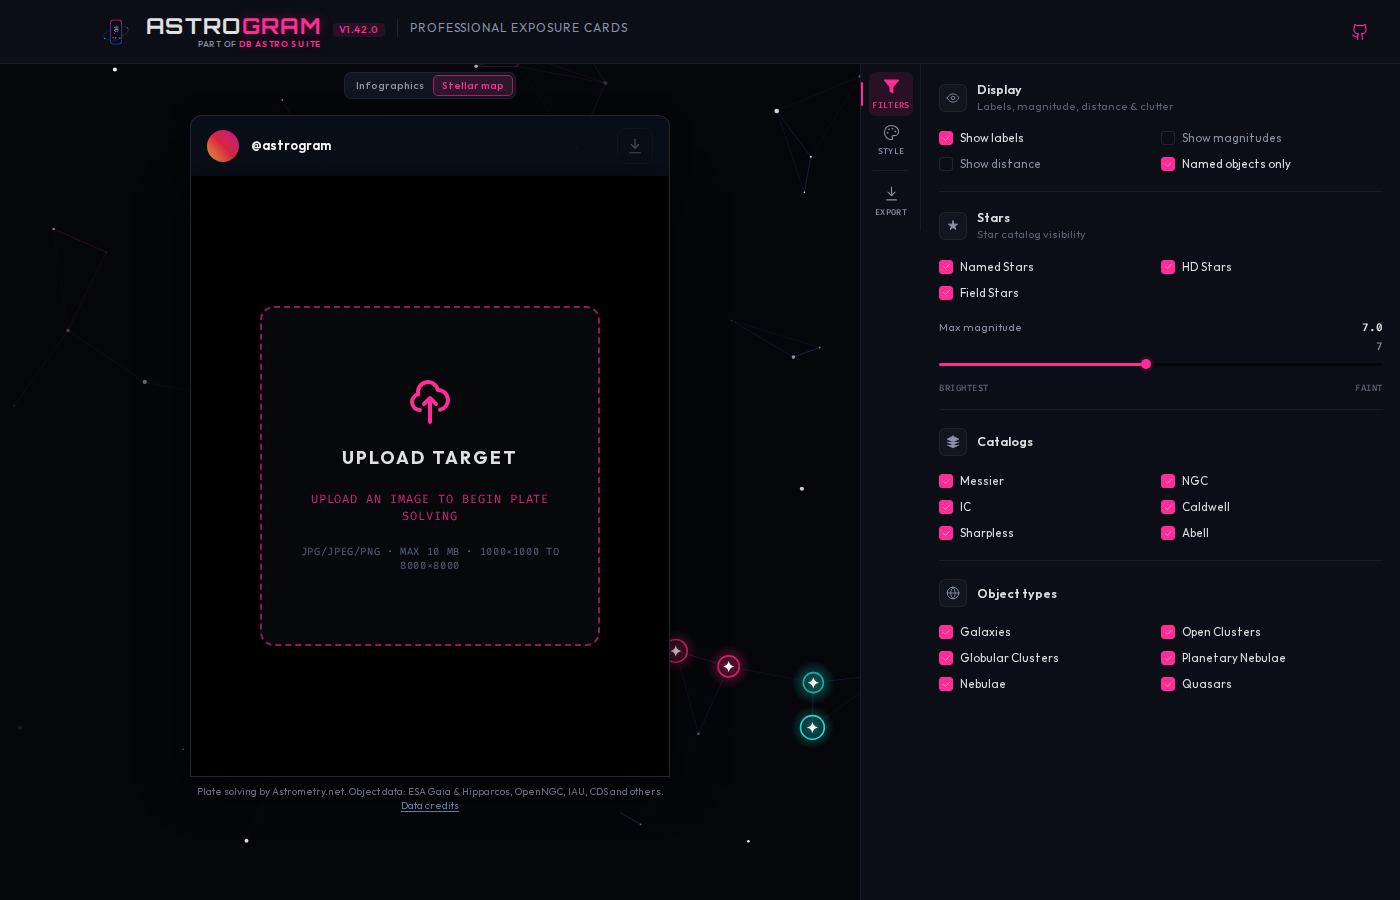 ASTROGRAM
PART OF DB ASTRO SUITE
V1.42.0
PROFESSIONAL EXPOSURE CARDS
Infographics
Stellar map
@astrogram
UPLOAD TARGET
UPLOAD AN IMAGE TO BEGIN PLATE
SOLVING
JPG/JPEG/PNG · MAX 10 MB · 1000×1000 TO
8000×8000
Plate solving by Astrometry.net. Object data: ESA Gaia & Hipparcos, OpenNGC, IAU, CDS and others.
Data credits
FILTERS
STYLE
EXPORT
Display
Labels, magnitude, distance & clutter
Show labels
Show magnitudes
Show distance
Named objects only
Stars
Star catalog visibility
Named Stars
HD Stars
Field Stars
Max magnitude
7.0
7
BRIGHTEST
FAINT
Catalogs
Messier
NGC
IC
Caldwell
Sharpless
Abell
Object types
Galaxies
Open Clusters
Globular Clusters
Planetary Nebulae
Nebulae
Quasars